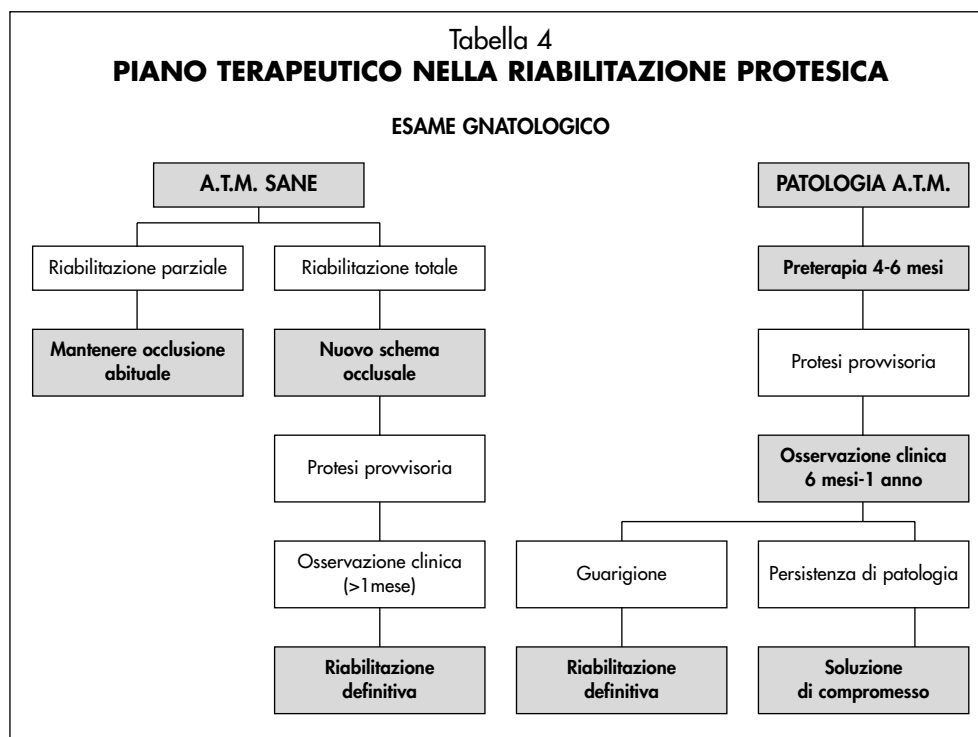 Tabella 4
PIANO TERAPEUTICO NELLA RIABILITAZIONE PROTESICA
ESAME GNATOLOGICO
A.T.M. SANE
PATOLOGIA A.T.M.
Riabilitazione parziale
Riabilitazione totale
Preterapia 4-6 mesi
Mantenere occlusione
abituale
Nuovo schema
occlusale
Protesi provvisoria
Protesi provvisoria
Osservazione clinica
6 mesi-1 anno
Osservazione clinica
(>1mese)
Guarigione
Persistenza di patologia
Riabilitazione
definitiva
Riabilitazione
definitiva
Soluzione
di compromesso